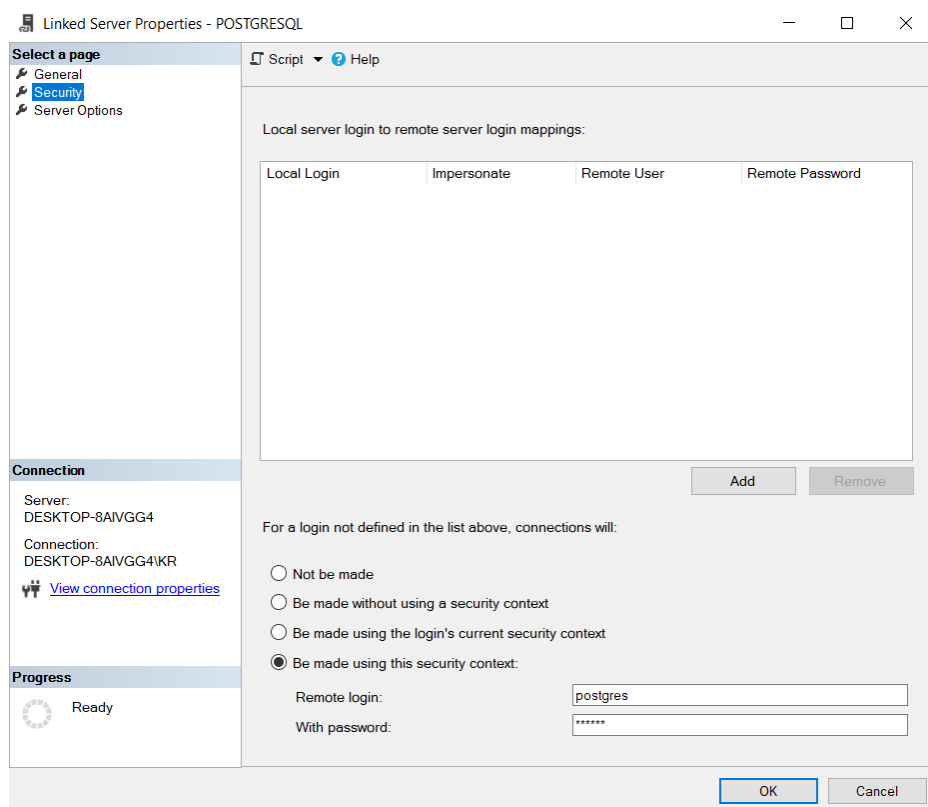 Linked Server Properties - POSTGRESQL
Select a page
General
Security
Server Options
Script Help
Local server login to remote server login mappings:
Local Login Impersonate Remote User Remote Password
Add Remove
Connection
Server:
DESKTOP-8AIVGG4
Connection:
DESKTOP-8AIVGG4\KR
View connection properties
Progress
Ready
For a login not defined in the list above, connections will:
Not be made
Be made without using a security context
Be made using the login's current security context
Be made using this security context:
Remote login: postgres
With password: ******
OK Cancel